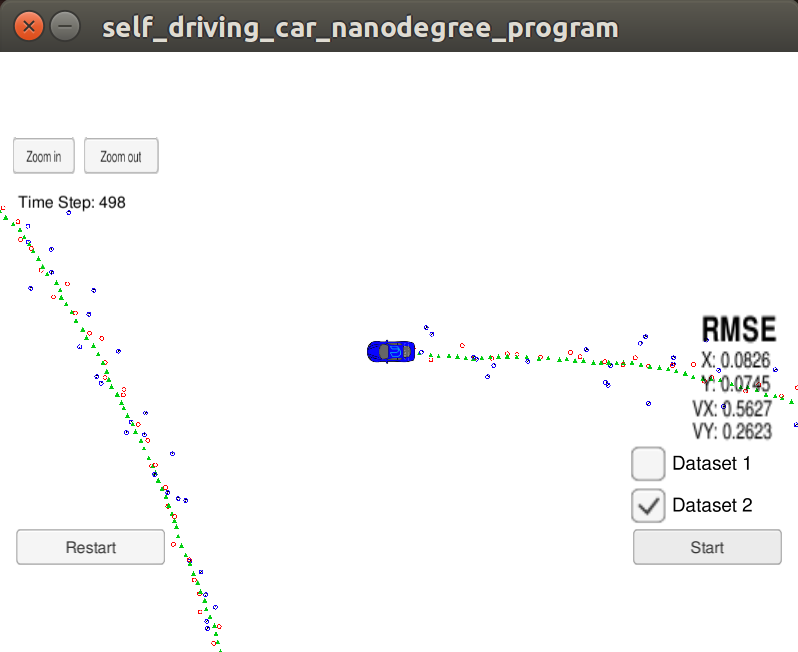 self_driving_car_nanodegree_program
Zoom in
Zoom out
Time Step: 498
RMSE
X: 0.0826
Y: 0.0745
VX: 0.5627
VY: 0.2623
Dataset 1
Dataset 2
Restart
Start